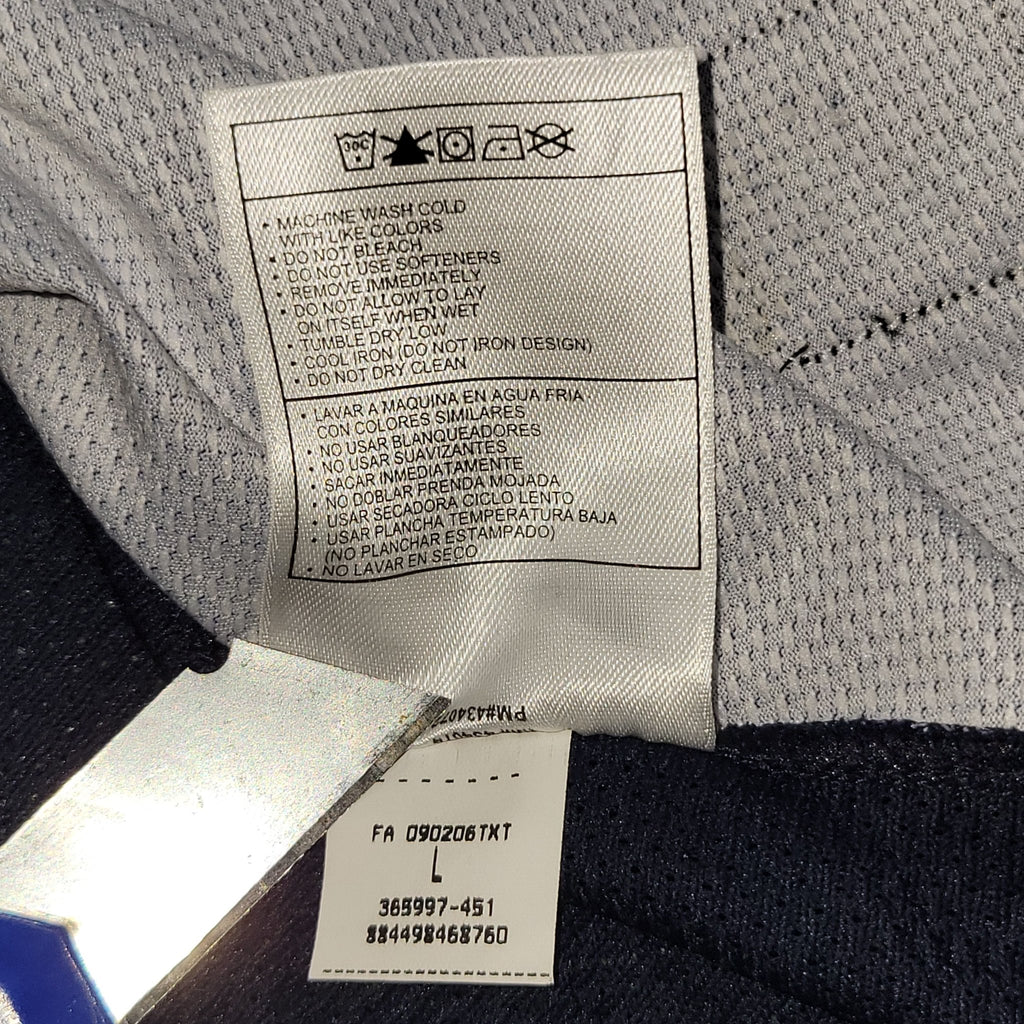 30C
• MACHINE WASH COLD
WITH LIKE COLORS
• DO NOT BLEACH
• DO NOT USE SOFTENERS
• REMOVE IMMEDIATELY
• DO NOT ALLOW TO LAY
ON ITSELF WHEN WET
• TUMBLE DRY LOW
• COOL IRON (DO NOT IRON DESIGN)
• DO NOT DRY CLEAN
• LAVAR A MAQUINA EN AGUA FRIA
CON COLORES SIMILARES
• NO USAR BLANQUEADORES
• NO USAR SUAVIZANTES
• SACAR INMEDIATAMENTE
• NO DOBLAR PRENDA MOJADA
• USAR SECADORA CICLO LENTO
• USAR PLANCHA TEMPERATURA BAJA
(NO PLANCHAR ESTAMPADO)
• NO LAVAR EN SECO
FA 090206TXT
L
365997-451
884498468760